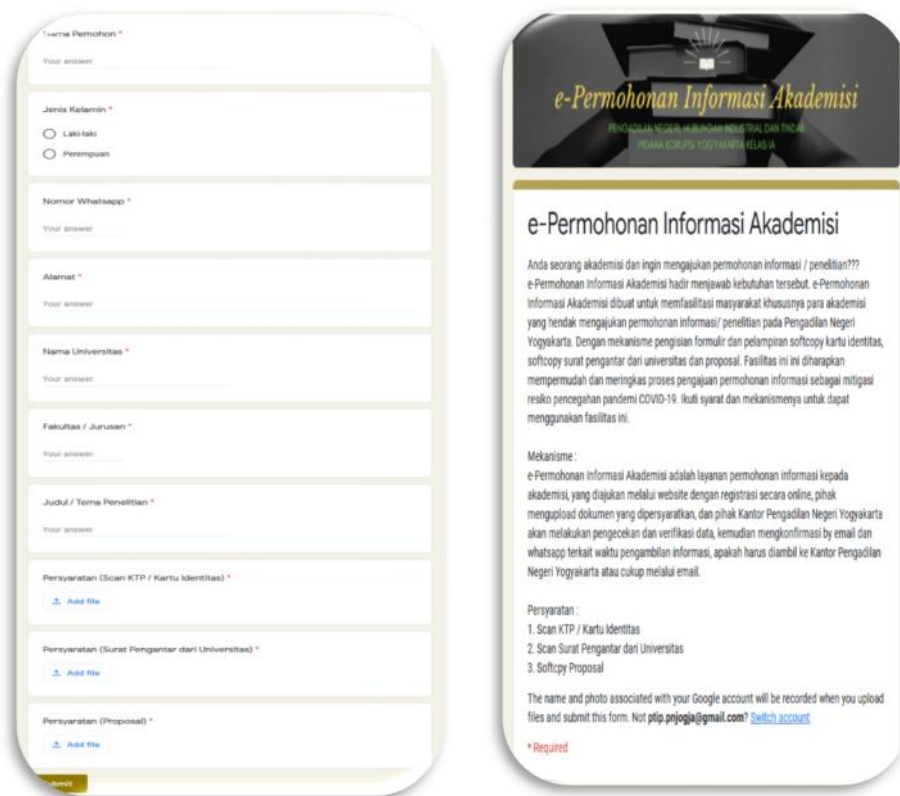 Nama Pemohon *
Your answer
Jenis Kelamin *
Laki-laki
Perempuan
Nomor Whatsapp *
Your answer
Alamat *
Your answer
Nama Universitas *
Your answer
Fakultas / Jurusan *
Your answer
Judul / Tema Penelitian *
Your answer
Persyaratan (Scan KTP / Kartu Identitas) *
Add file
Persyaratan (Surat Pengantar dari Universitas) *
Add file
Persyaratan (Proposal) *
Add file
Submit
e-Permohonan Informasi Akademisi
PENGADILAN NEGERI, HUBUNGAN INDUSTRIAL DAN TINDAK
PIDANA KORUPSI YOGYAKARTA KELAS IA
e-Permohonan Informasi Akademisi
Anda seorang akademisi dan ingin mengajukan permohonan informasi / penelitian???
e-Permohonan Informasi Akademisi hadir menjawab kebutuhan tersebut. e-Permohonan
Informasi Akademisi dibuat untuk memfasilitasi masyarakat khususnya para akademisi
yang hendak mengajukan permohonan informasi/ penelitian pada Pengadilan Negeri
Yogyakarta. Dengan mekanisme pengisian formulir dan pelampiran softcopy kartu identitas,
softcopy surat pengantar dari universitas dan proposal. Fasilitas ini ini diharapkan
mempermudah dan meringkas proses pengajuan permohonan informasi sebagai mitigasi
resiko pencegahan pandemi COVID-19. Ikuti syarat dan mekanismenya untuk dapat
menggunakan fasilitas ini.
Mekanisme :
e-Permohonan Informasi Akademisi adalah layanan permohonan informasi kepada
akademisi, yang diajukan melalui website dengan registrasi secara online, pihak
mengupload dokumen yang dipersyaratkan, dan pihak Kantor Pengadilan Negeri Yogyakarta
akan melakukan pengecekan dan verifikasi data, kemudian mengkonfirmasi by email dan
whatsapp terkait waktu pengambilan informasi, apakah harus diambil ke Kantor Pengadilan
Negeri Yogyakarta atau cukup melalui email.
Persyaratan :
1. Scan KTP / Kartu Identitas
2. Scan Surat Pengantar dari Universitas
3. Softcpy Proposal
The name and photo associated with your Google account will be recorded when you upload
files and submit this form. Not ptip.pnjogja@gmail.com? Switch account
* Required